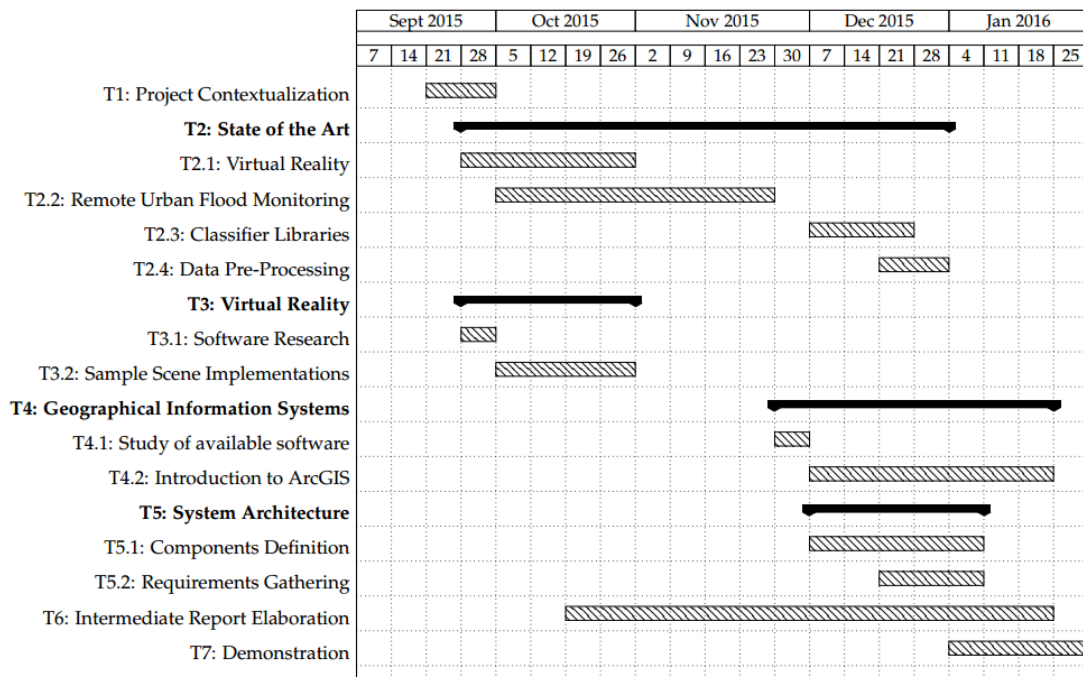 Sept 2015 Oct 2015 Nov 2015 Dec 2015 Jan 2016
7 14 21 28 5 12 19 26 2 9 16 23 30 7 14 21 28 4 11 18 25
T1: Project Contextualization
T2: State of the Art
T2.1: Virtual Reality
T2.2: Remote Urban Flood Monitoring
T2.3: Classifier Libraries
T2.4: Data Pre-Processing
T3: Virtual Reality
T3.1: Software Research
T3.2: Sample Scene Implementations
T4: Geographical Information Systems
T4.1: Study of available software
T4.2: Introduction to ArcGIS
T5: System Architecture
T5.1: Components Definition
T5.2: Requirements Gathering
T6: Intermediate Report Elaboration
T7: Demonstration